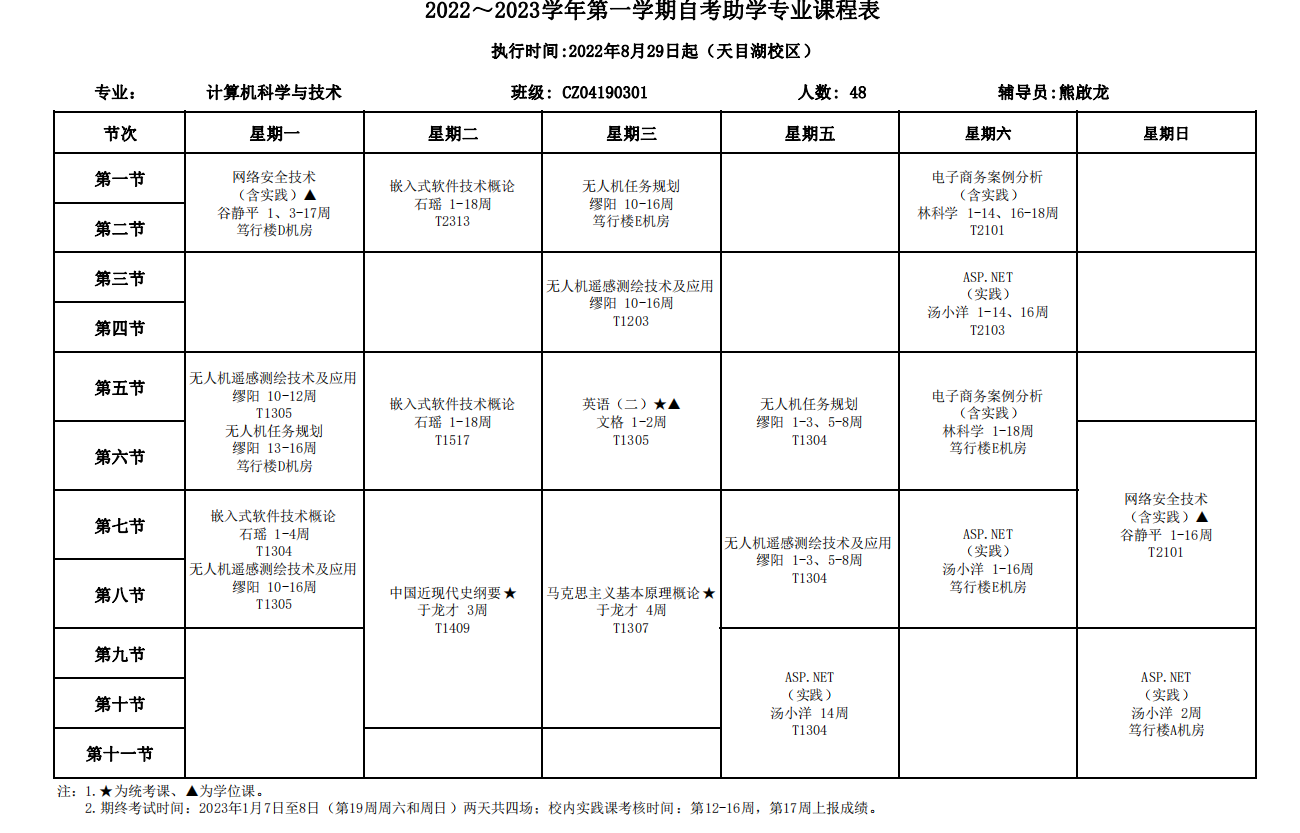 2022～2023学年第一学期自考助学专业课程表
执行时间:2022年8月29日起（天目湖校区）
专业： 计算机科学与技术 班级: CZ04190301 人数: 48 辅导员:熊啟龙
节次 星期一 星期二 星期三 星期五 星期六 星期日
第一节
第二节
网络安全技术
（含实践）▲
谷静平 1、3-17周
笃行楼D机房
嵌入式软件技术概论
石瑶 1-18周
T2313
无人机任务规划
缪阳 10-16周
笃行楼E机房
电子商务案例分析
（含实践）
林科学 1-14、16-18周
T2101
第三节
第四节
无人机遥感测绘技术及应用
缪阳 10-16周
T1203
ASP.NET
（实践）
汤小洋 1-14、16周
T2103
第五节
第六节
无人机遥感测绘技术及应用
缪阳 10-12周
T1305
无人机任务规划
缪阳 13-16周
笃行楼D机房
嵌入式软件技术概论
石瑶 1-18周
T1517
英语（二）★▲
文格 1-2周
T1305
无人机任务规划
缪阳 1-3、5-8周
T1304
电子商务案例分析
（含实践）
林科学 1-18周
笃行楼E机房
第七节
第八节
嵌入式软件技术概论
石瑶 1-4周
T1304
无人机遥感测绘技术及应用
缪阳 10-16周
T1305
中国近现代史纲要★
于龙才 3周
T1409
马克思主义基本原理概论★
于龙才 4周
T1307
无人机遥感测绘技术及应用
缪阳 1-3、5-8周
T1304
ASP.NET
（实践）
汤小洋 1-16周
笃行楼E机房
网络安全技术
（含实践）▲
谷静平 1-16周
T2101
第九节
第十节
第十一节
ASP.NET
（实践）
汤小洋 14周
T1304
ASP.NET
（实践）
汤小洋 2周
笃行楼A机房
注：1.★为统考课、▲为学位课。
2.期终考试时间：2023年1月7日至8日（第19周周六和周日）两天共四场；校内实践课考核时间：第12-16周，第17周上报成绩。